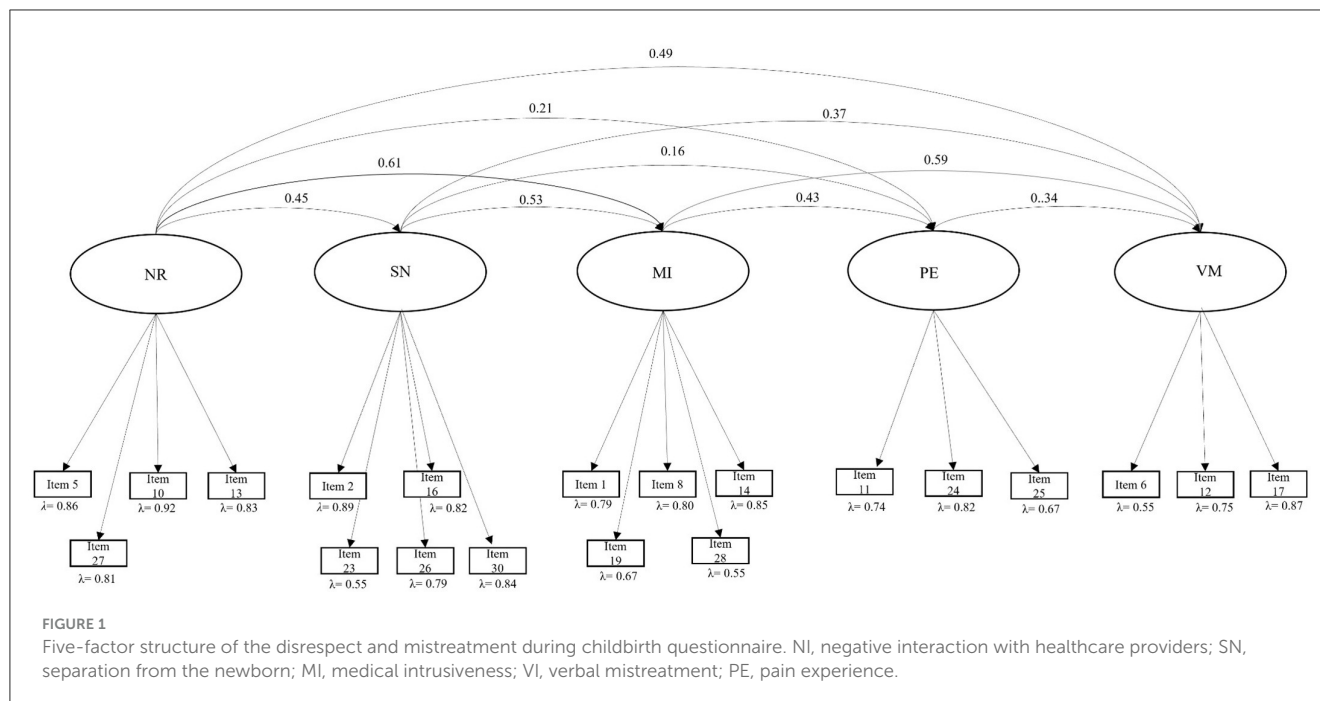 0.49
0.21
0.37
0.61
0.16
0.59
0.45
0.53
0.43
0..34
NR
SN
MI
PE
VM
Item 5
λ= 0.86
Item
10
λ= 0.92
Item
13
λ= 0.83
Item
27
λ= 0.81
Item 2
λ= 0.89
Item
16
λ= 0.82
Item
23
λ= 0.55
Item
26
λ= 0.79
Item
30
λ= 0.84
Item 1
λ= 0.79
Item 8
λ= 0.80
Item
14
λ= 0.85
Item
19
λ= 0.67
Item
28
λ= 0.55
Item
11
λ= 0.74
Item
24
λ= 0.82
Item
25
λ= 0.67
Item 6
λ= 0.55
Item
12
λ= 0.75
Item
17
λ= 0.87
FIGURE 1
Five-factor structure of the disrespect and mistreatment during childbirth questionnaire. NI, negative interaction with healthcare providers; SN,
separation from the newborn; MI, medical intrusiveness; VI, verbal mistreatment; PE, pain experience.